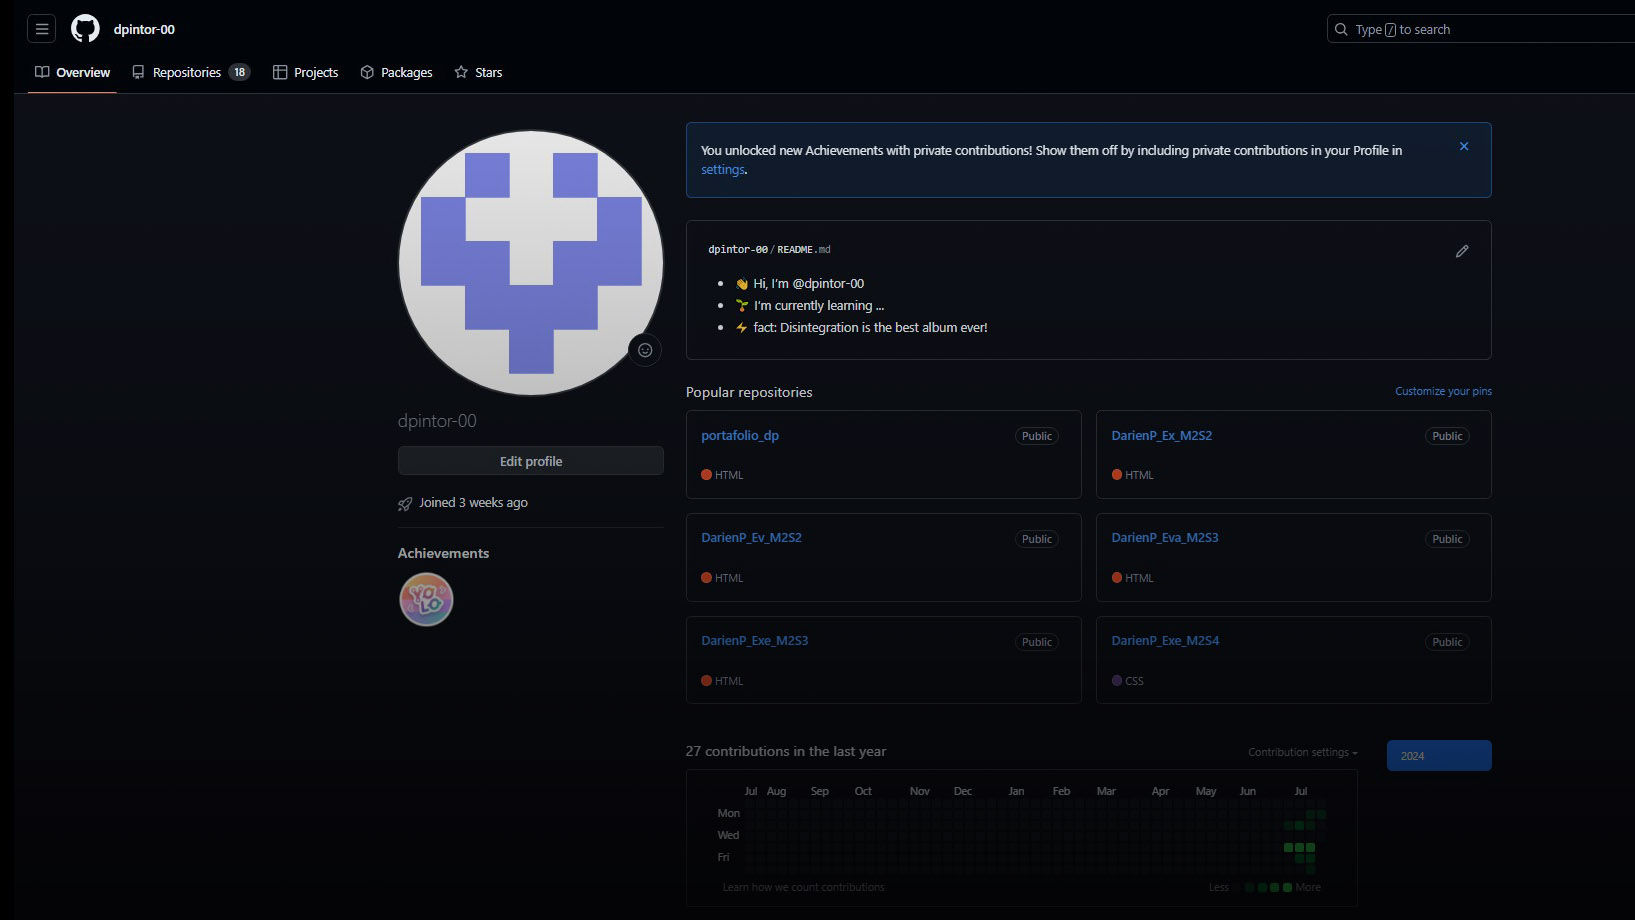 dpintor-00
Type / to search
Overview
Repositories 18
Projects
Packages
Stars
You unlocked new Achievements with private contributions! Show them off by including private contributions in your Profile in
settings.
dpintor-00/README.md
👋 Hi, I'm @dpintor-00
🌱 I'm currently learning ...
⚡ fact: Disintegration is the best album ever!
dpintor-00
Edit profile
Joined 3 weeks ago
Achievements
YOLO
Popular repositories
Customize your pins
portafolio_dp
Public
HTML
DarienP_Ex_M2S2
Public
HTML
DarienP_Ev_M2S2
Public
HTML
DarienP_Eva_M2S3
Public
HTML
DarienP_Exe_M2S3
Public
HTML
DarienP_Exe_M2S4
Public
CSS
27 contributions in the last year
Contribution settings
2024
Jul Aug Sep Oct Nov Dec Jan Feb Mar Apr May Jun Jul
Mon
Wed
Fri
Learn how we count contributions
Less
More